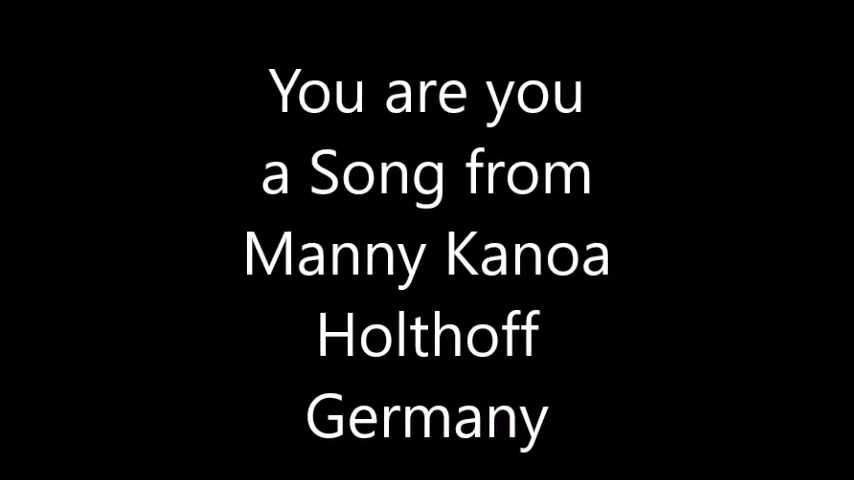 You are you
a Song from
Manny Kanoa
Holthoff
Germany